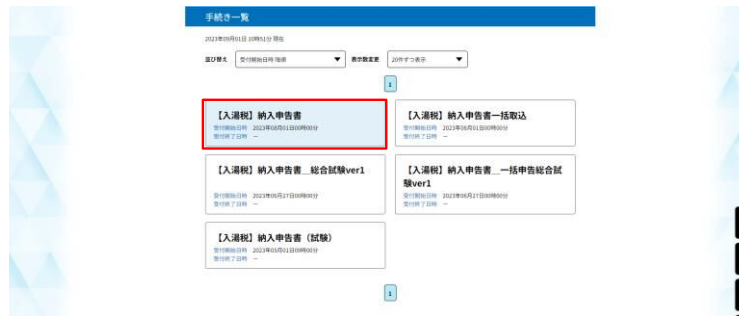 手続き一覧
2023年09月01日 10時51分 現在
並び替え 受付開始日時 降順 ▼ 表示数変更 20件ずつ表示 ▼
1
【入湯税】納入申告書
受付開始日時 2023年08月01日00時00分
受付終了日時 ー
【入湯税】納入申告書一括取込
受付開始日時 2023年08月01日00時00分
受付終了日時 ー
【入湯税】納入申告書__総合試験ver1
受付開始日時 2023年06月27日00時00分
受付終了日時 ー
【入湯税】納入申告書__一括申告総合試
験ver1
受付開始日時 2023年06月27日00時00分
受付終了日時 ー
【入湯税】納入申告書（試験）
受付開始日時 2023年05月01日00時00分
受付終了日時 ー
1